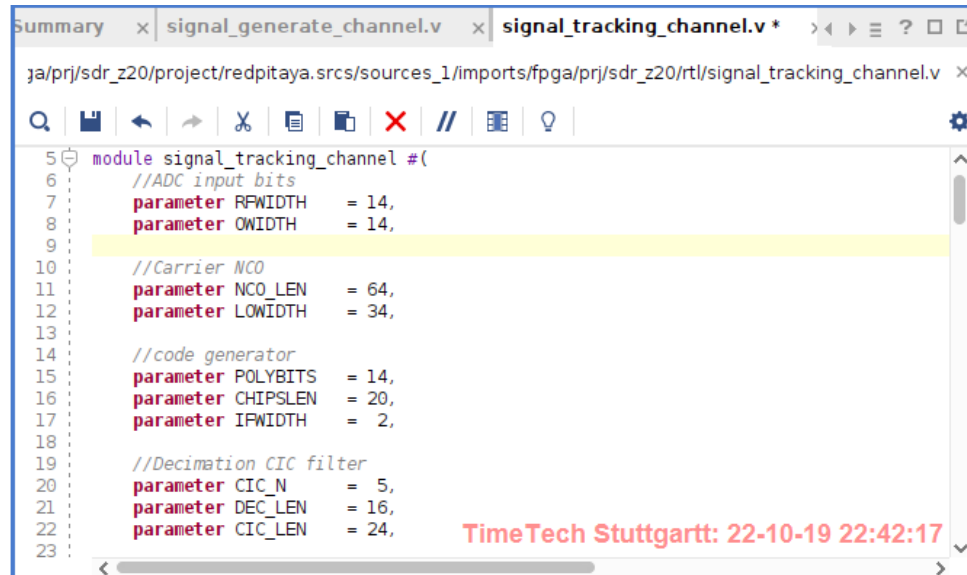 Summary × signal_generate_channel.v × signal_tracking_channel.v *
ga/prj/sdr_z20/project/redpitaya.srcs/sources_1/imports/fpga/prj/sdr_z20/rtl/signal_tracking_channel.v ×
5 module signal_tracking_channel #(
6 //ADC input bits
7 parameter RFWIDTH = 14,
8 parameter OWIDTH = 14,
9
10 //Carrier NCO
11 parameter NCO_LEN = 64,
12 parameter LOWIDTH = 34,
13
14 //code generator
15 parameter POLYBITS = 14,
16 parameter CHIPSLEN = 20,
17 parameter IFWIDTH = 2,
18
19 //Decimation CIC filter
20 parameter CIC_N = 5,
21 parameter DEC_LEN = 16,
22 parameter CIC_LEN = 24,
TimeTech Stuttgartt: 22-10-19 22:42:17
23